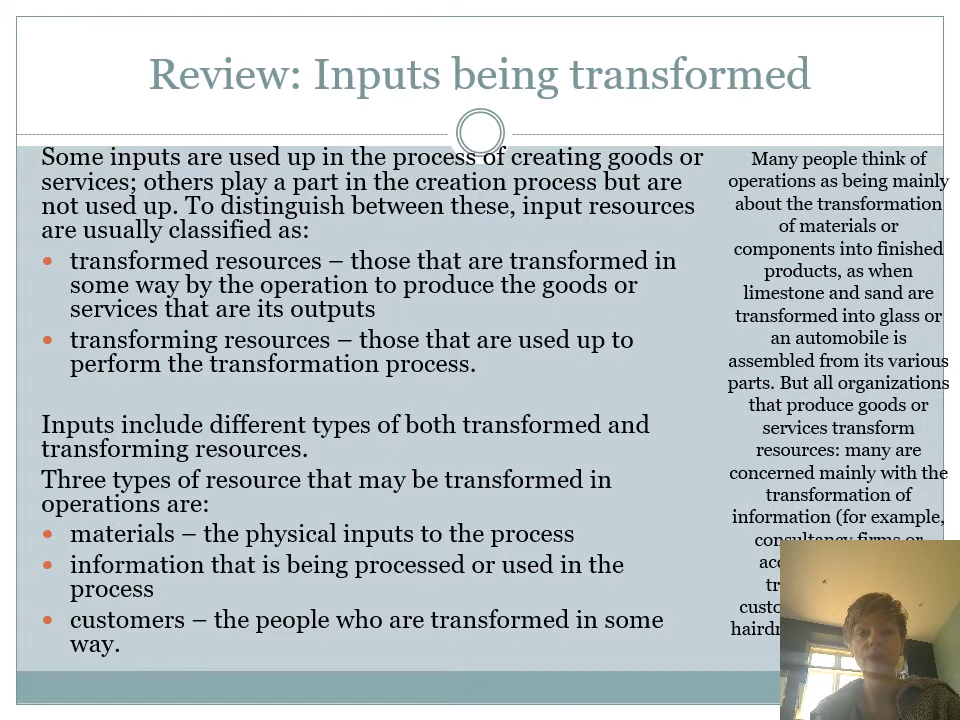 Review: Inputs being transformed
Some inputs are used up in the process of creating goods or
services; others play a part in the creation process but are
not used up. To distinguish between these, input resources
are usually classified as:
• transformed resources – those that are transformed in
some way by the operation to produce the goods or
services that are its outputs
• transforming resources – those that are used up to
perform the transformation process.
Inputs include different types of both transformed and
transforming resources.
Three types of resource that may be transformed in
operations are:
• materials – the physical inputs to the process
• information that is being processed or used in the
process
• customers – the people who are transformed in some
way.
Many people think of
operations as being mainly
about the transformation
of materials or
components into finished
products, as when
limestone and sand are
transformed into glass or
an automobile is
assembled from its various
parts. But all organizations
that produce goods or
services transform
resources: many are
concerned mainly with the
transformation of
information (for example,
consultancy firms or